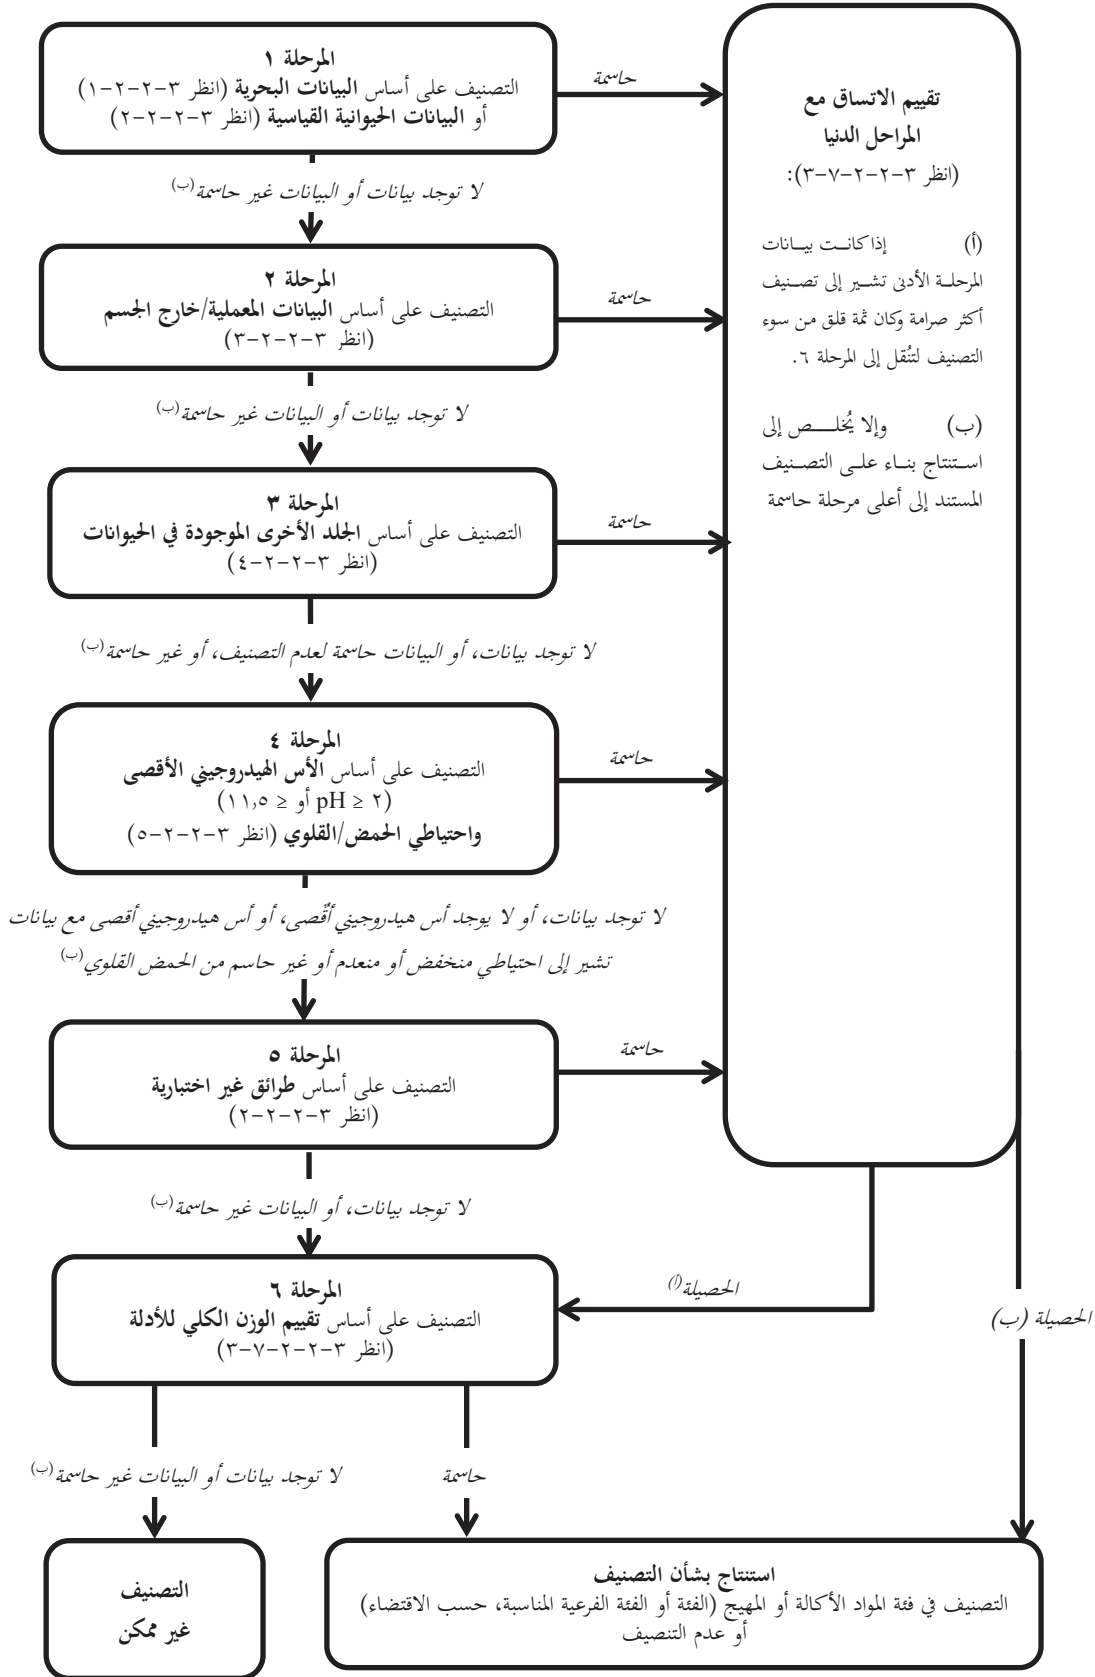 المرحلة ١
التصنيف على أساس البيانات البحرية (انظر ٣-٢-٢-١)
أو البيانات الحيوانية القياسية (انظر ٣-٢-٢-٢)
حاسمة
لا توجد بيانات أو البيانات غير حاسمة(ب)
المرحلة ٢
التصنيف على أساس البيانات المعملية/خارج الجسم
(انظر ٣-٢-٢-٣)
حاسمة
لا توجد بيانات أو البيانات غير حاسمة(ب)
المرحلة ٣
التصنيف على أساس الجلد الأخرى الموجودة في الحيوانات
(انظر ٣-٢-٢-٤)
حاسمة
لا توجد بيانات، أو البيانات حاسمة لعدم التصنيف، أو غير حاسمة(ب)
المرحلة ٤
التصنيف على أساس الأس الهيدروجيني الأقصى
(pH ≥ ٢ أو ≤ ١١,٥)
واحتياطي الحمض/القلوي (انظر ٣-٢-٢-٥)
حاسمة
لا توجد بيانات، أو لا يوجد أس هيدروجيني أقْصى، أو أس هيدروجيني أقصى مع بيانات
تشير إلى احتياطي منخفض أو منعدم أو غير حاسم من الحمض القلوي(ب)
المرحلة ٥
التصنيف على أساس طرائق غير اختبارية
(انظر ٣-٢-٢-٢)
حاسمة
لا توجد بيانات، أو البيانات غير حاسمة(ب)
المرحلة ٦
التصنيف على أساس تقييم الوزن الكلي للأدلة
(انظر ٣-٢-٢-٧-٣)
حاسمة
لا توجد بيانات أو البيانات غير حاسمة(ب)
تقييم الاتساق مع
المراحل الدنيا
(انظر ٣-٢-٢-٧-٣):
(أ) إذا كانت بيانات
المرحلة الأدنى تشير إلى تصنيف
أكثر صرامة وكان ثمة قلق من سوء
التصنيف لتُنقل إلى المرحلة ٦.
(ب) وإلا يُخلص إلى
استنتاج بناء على التصنيف
المستند إلى أعلى مرحلة حاسمة
الحصيلة(أ)
الحصيلة (ب)
استنتاج بشأن التصنيف
التصنيف في فئة المواد الأكالة أو المهيج (الفئة أو الفئة الفرعية المناسبة، حسب الاقتضاء)
أو عدم التنصيف
التصنيف
غير ممكن